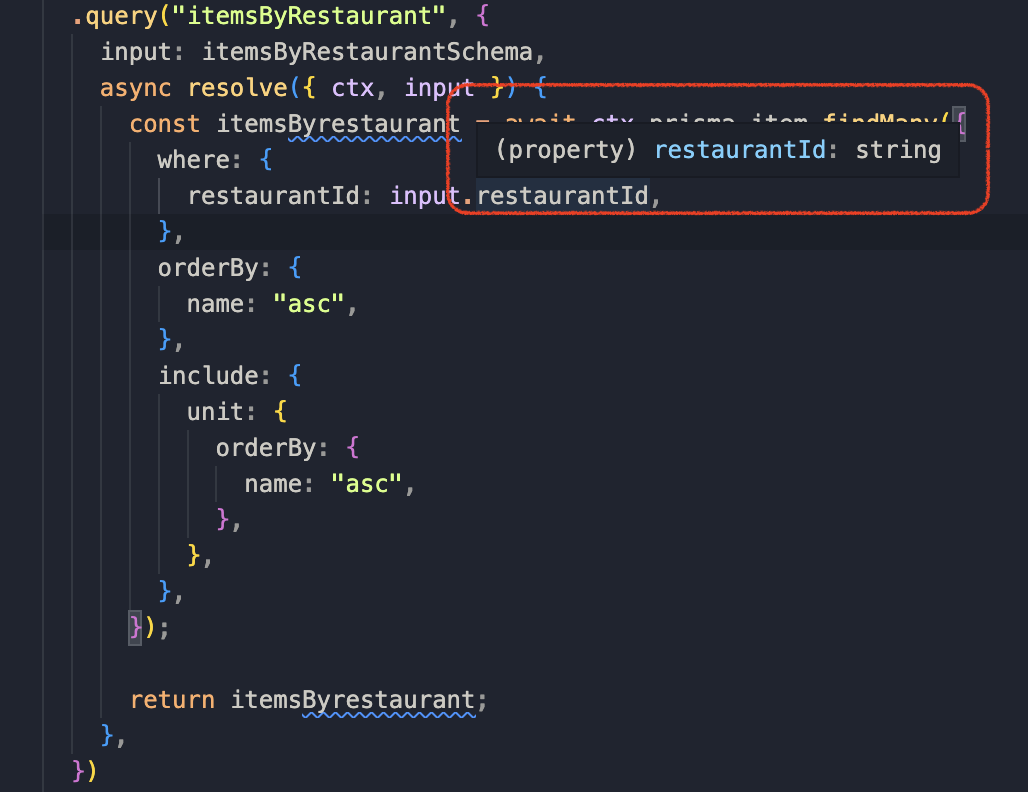 .query("itemsByRestaurant", {
input: itemsByRestaurantSchema,
async resolve({ ctx, input }) {
const itemsByrestaurant = await ctx.prisma.item.findMany({
(property) restaurantId: string
where: {
restaurantId: input.restaurantId,
},
orderBy: {
name: "asc",
},
include: {
unit: {
orderBy: {
name: "asc",
},
},
},
});
return itemsByrestaurant;
},
})